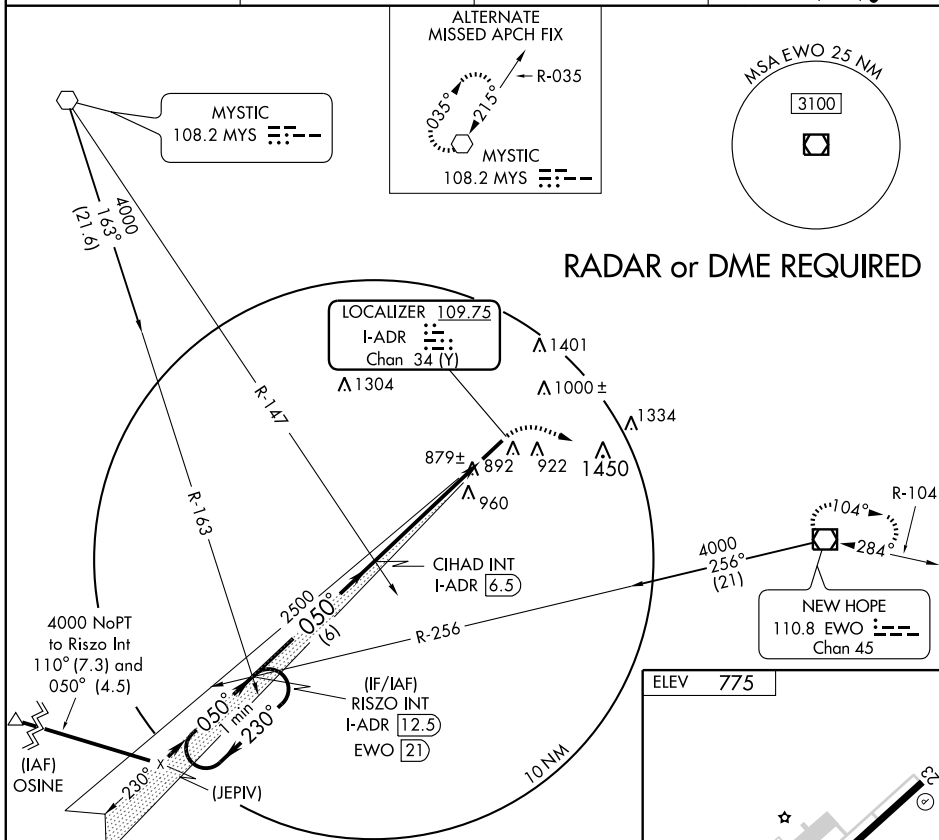 ALTERNATE
MISSED APCH FIX
R-035
035°
215°
MYSTIC
108.2 MYS
MSA EWO 25 NM
3100
MYSTIC
108.2 MYS
4000
163°
(21.6)
RADAR or DME REQUIRED
LOCALIZER 109.75
I-ADR
Chan 34 (Y)
1401
1304
1000 ±
1334
R-147
879±
892
922
1450
960
R-163
R-104
104°
284°
4000
256°
(21)
CIHAD INT
I-ADR 6.5
2500
050°
(6)
R-256
NEW HOPE
110.8 EWO
Chan 45
4000 NoPT
to Riszo Int
110° (7.3) and
050° (4.5)
(IF/IAF)
RISZO INT
I-ADR 12.5
EWO 21
050°
1 min
230°
230°
(IAF)
OSINE
x
(JEPIV)
10 NM
ELEV 775
23
P